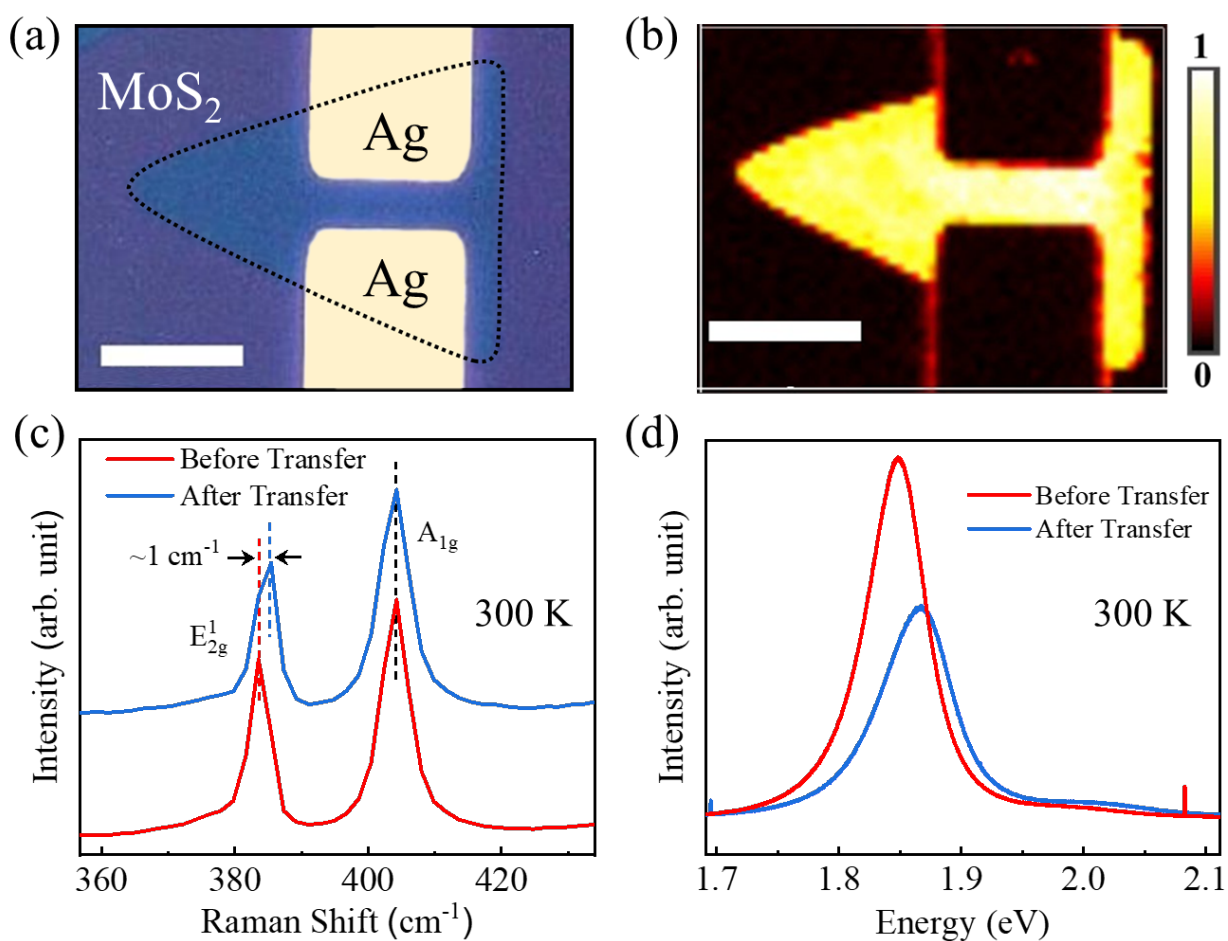 (a)
MoS₂
Ag
Ag
(b)
1
0
(c)
Before Transfer
After Transfer
~1 cm⁻¹
E¹₂g
A₁g
300 K
Intensity (arb. unit)
360 380 400 420
Raman Shift (cm⁻¹)
(d)
Before Transfer
After Transfer
300 K
Intensity (arb. unit)
1.7 1.8 1.9 2.0 2.1
Energy (eV)